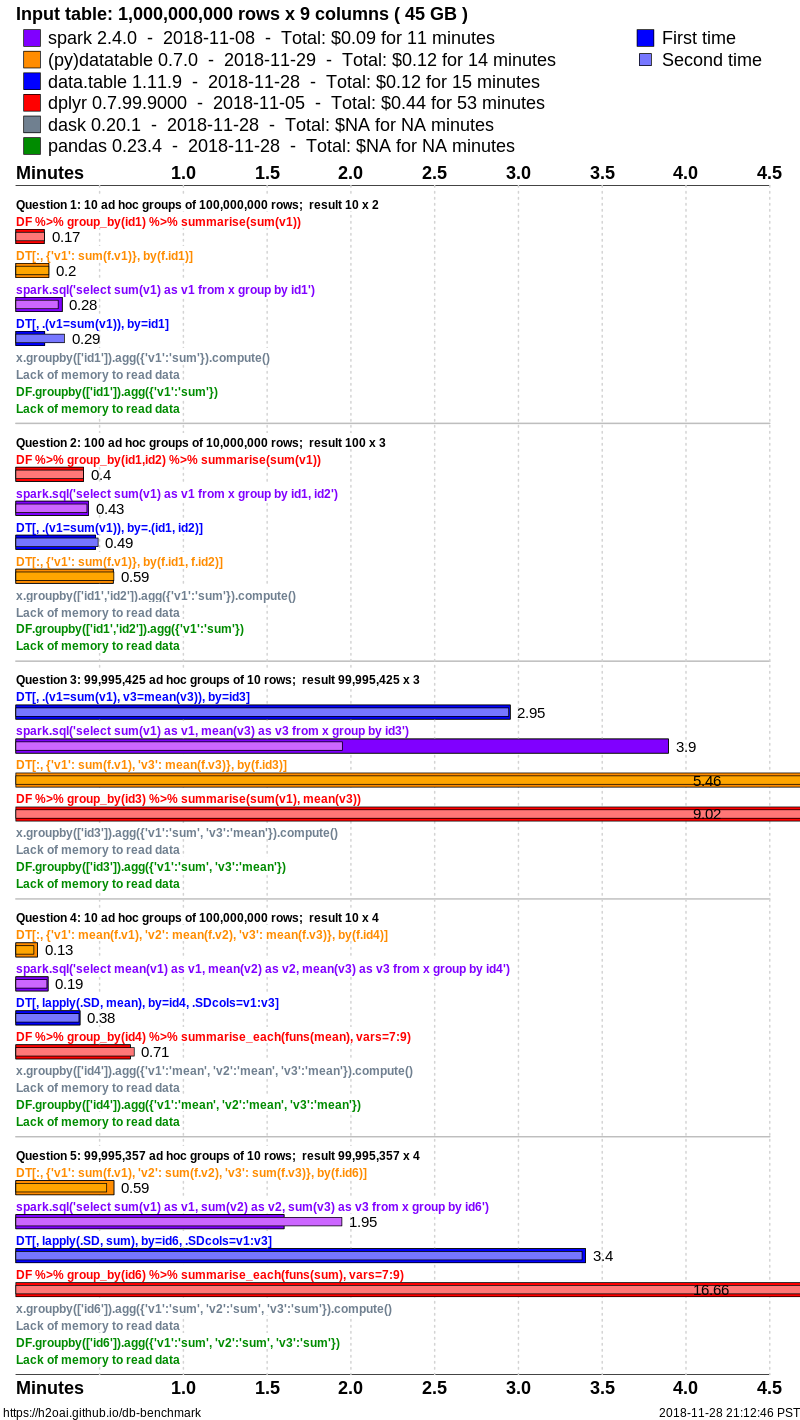 Input table: 1,000,000,000 rows x 9 columns ( 45 GB )
spark 2.4.0 - 2018-11-08 - Total: $0.09 for 11 minutes
First time
(py)datatable 0.7.0 - 2018-11-29 - Total: $0.12 for 14 minutes
Second time
data.table 1.11.9 - 2018-11-28 - Total: $0.12 for 15 minutes
dplyr 0.7.99.9000 - 2018-11-05 - Total: $0.44 for 53 minutes
dask 0.20.1 - 2018-11-28 - Total: $NA for NA minutes
pandas 0.23.4 - 2018-11-28 - Total: $NA for NA minutes
Minutes 1.0 1.5 2.0 2.5 3.0 3.5 4.0 4.5
Question 1: 10 ad hoc groups of 100,000,000 rows; result 10 x 2
DF %>% group_by(id1) %>% summarise(sum(v1))
0.17
DT[:, {'v1': sum(f.v1)}, by(f.id1)]
0.2
spark.sql('select sum(v1) as v1 from x group by id1')
0.28
DT[, .(v1=sum(v1)), by=id1]
0.29
x.groupby(['id1']).agg({'v1':'sum'}).compute()
Lack of memory to read data
DF.groupby(['id1']).agg({'v1':'sum'})
Lack of memory to read data
Question 2: 100 ad hoc groups of 10,000,000 rows; result 100 x 3
DF %>% group_by(id1,id2) %>% summarise(sum(v1))
0.4
spark.sql('select sum(v1) as v1 from x group by id1, id2')
0.43
DT[, .(v1=sum(v1)), by=.(id1, id2)]
0.49
DT[:, {'v1': sum(f.v1)}, by(f.id1, f.id2)]
0.59
x.groupby(['id1','id2']).agg({'v1':'sum'}).compute()
Lack of memory to read data
DF.groupby(['id1','id2']).agg({'v1':'sum'})
Lack of memory to read data
Question 3: 99,995,425 ad hoc groups of 10 rows; result 99,995,425 x 3
DT[, .(v1=sum(v1), v3=mean(v3)), by=id3]
2.95
spark.sql('select sum(v1) as v1, mean(v3) as v3 from x group by id3')
3.9
DT[:, {'v1': sum(f.v1), 'v3': mean(f.v3)}, by(f.id3)]
5.46
DF %>% group_by(id3) %>% summarise(sum(v1), mean(v3))
9.02
x.groupby(['id3']).agg({'v1':'sum', 'v3':'mean'}).compute()
Lack of memory to read data
DF.groupby(['id3']).agg({'v1':'sum', 'v3':'mean'})
Lack of memory to read data
Question 4: 10 ad hoc groups of 100,000,000 rows; result 10 x 4
DT[:, {'v1': mean(f.v1), 'v2': mean(f.v2), 'v3': mean(f.v3)}, by(f.id4)]
0.13
spark.sql('select mean(v1) as v1, mean(v2) as v2, mean(v3) as v3 from x group by id4')
0.19
DT[, lapply(.SD, mean), by=id4, .SDcols=v1:v3]
0.38
DF %>% group_by(id4) %>% summarise_each(funs(mean), vars=7:9)
0.71
x.groupby(['id4']).agg({'v1':'mean', 'v2':'mean', 'v3':'mean'}).compute()
Lack of memory to read data
DF.groupby(['id4']).agg({'v1':'mean', 'v2':'mean', 'v3':'mean'})
Lack of memory to read data
Question 5: 99,995,357 ad hoc groups of 10 rows; result 99,995,357 x 4
DT[:, {'v1': sum(f.v1), 'v2': sum(f.v2), 'v3': sum(f.v3)}, by(f.id6)]
0.59
spark.sql('select sum(v1) as v1, sum(v2) as v2, sum(v3) as v3 from x group by id6')
1.95
DT[, lapply(.SD, sum), by=id6, .SDcols=v1:v3]
3.4
DF %>% group_by(id6) %>% summarise_each(funs(sum), vars=7:9)
16.66
x.groupby(['id6']).agg({'v1':'sum', 'v2':'sum', 'v3':'sum'}).compute()
Lack of memory to read data
DF.groupby(['id6']).agg({'v1':'sum', 'v2':'sum', 'v3':'sum'})
Lack of memory to read data
Minutes 1.0 1.5 2.0 2.5 3.0 3.5 4.0 4.5
https://h2oai.github.io/db-benchmark
2018-11-28 21:12:46 PST